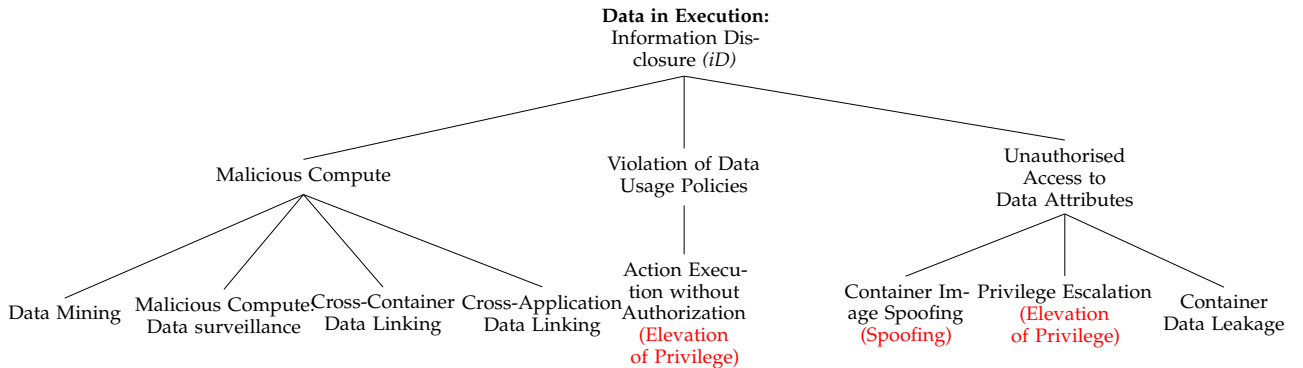 Data in Execution:
Information Dis-
closure (iD)
Malicious Compute
Violation of Data
Usage Policies
Unauthorised
Access to
Data Attributes
Data Mining
Malicious Compute:
Data surveillance
Cross-Container
Data Linking
Cross-Application
Data Linking
Action Execu-
tion without
Authorization
(Elevation
of Privilege)
Container Im-
age Spoofing
(Spoofing)
Privilege Escalation
(Elevation
of Privilege)
Container
Data Leakage